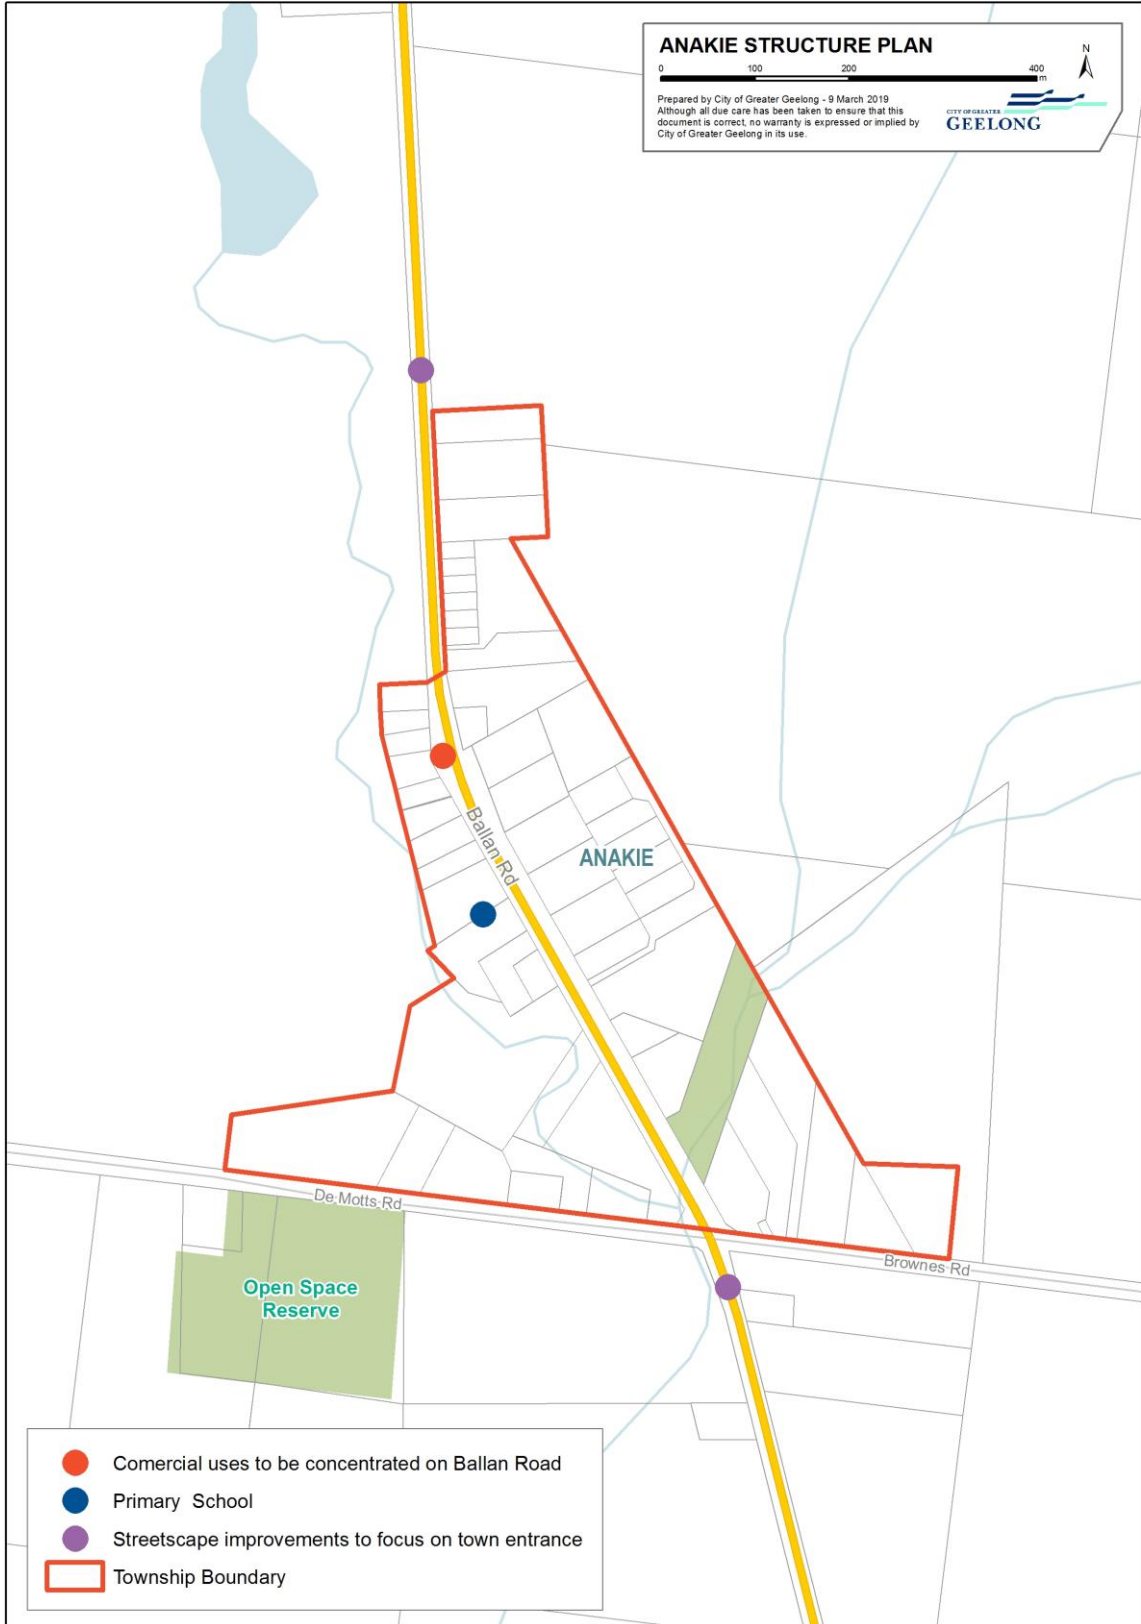 ANAKIE STRUCTURE PLAN
N
0 100 200 400
m
Prepared by City of Greater Geelong - 9 March 2019
Although all due care has been taken to ensure that this
document is correct, no warranty is expressed or implied by
City of Greater Geelong in its use.
CITY OF GREATER
GEELONG
Ballan Rd
ANAKIE
De Motts Rd
Brownes Rd
Open Space
Reserve
Comercial uses to be concentrated on Ballan Road
Primary School
Streetscape improvements to focus on town entrance
Township Boundary